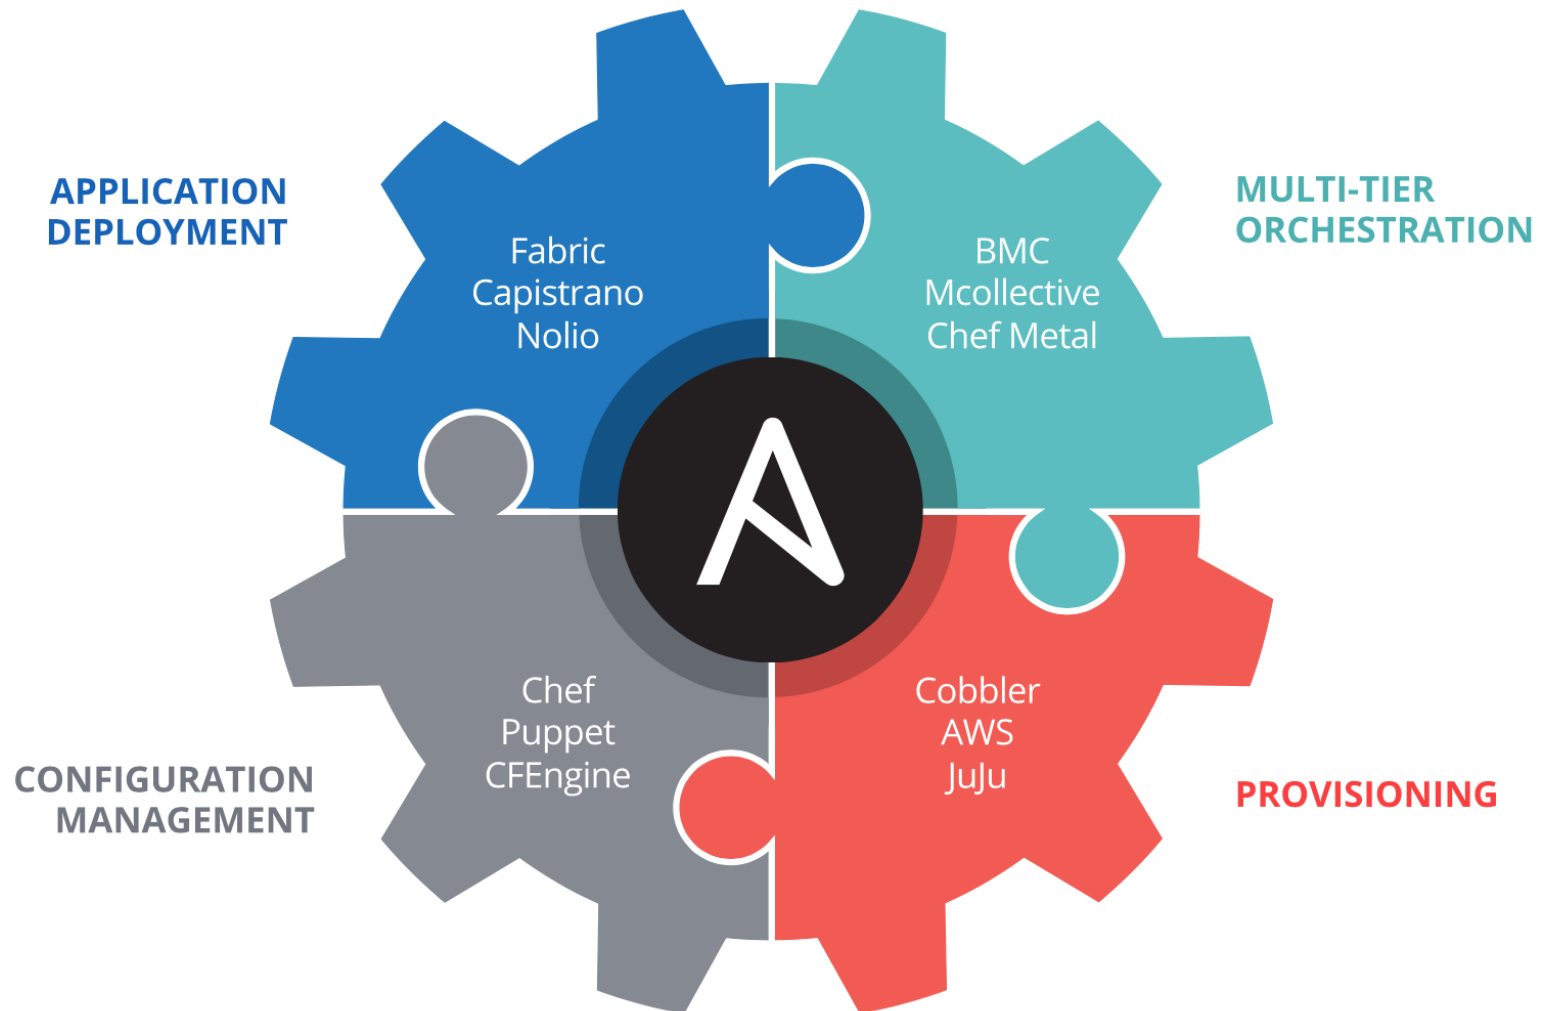 APPLICATION
DEPLOYMENT
Fabric
Capistrano
Nolio
MULTI-TIER
ORCHESTRATION
BMC
Mcollective
Chef Metal
CONFIGURATION
MANAGEMENT
Chef
Puppet
CFEngine
PROVISIONING
Cobbler
AWS
JuJu